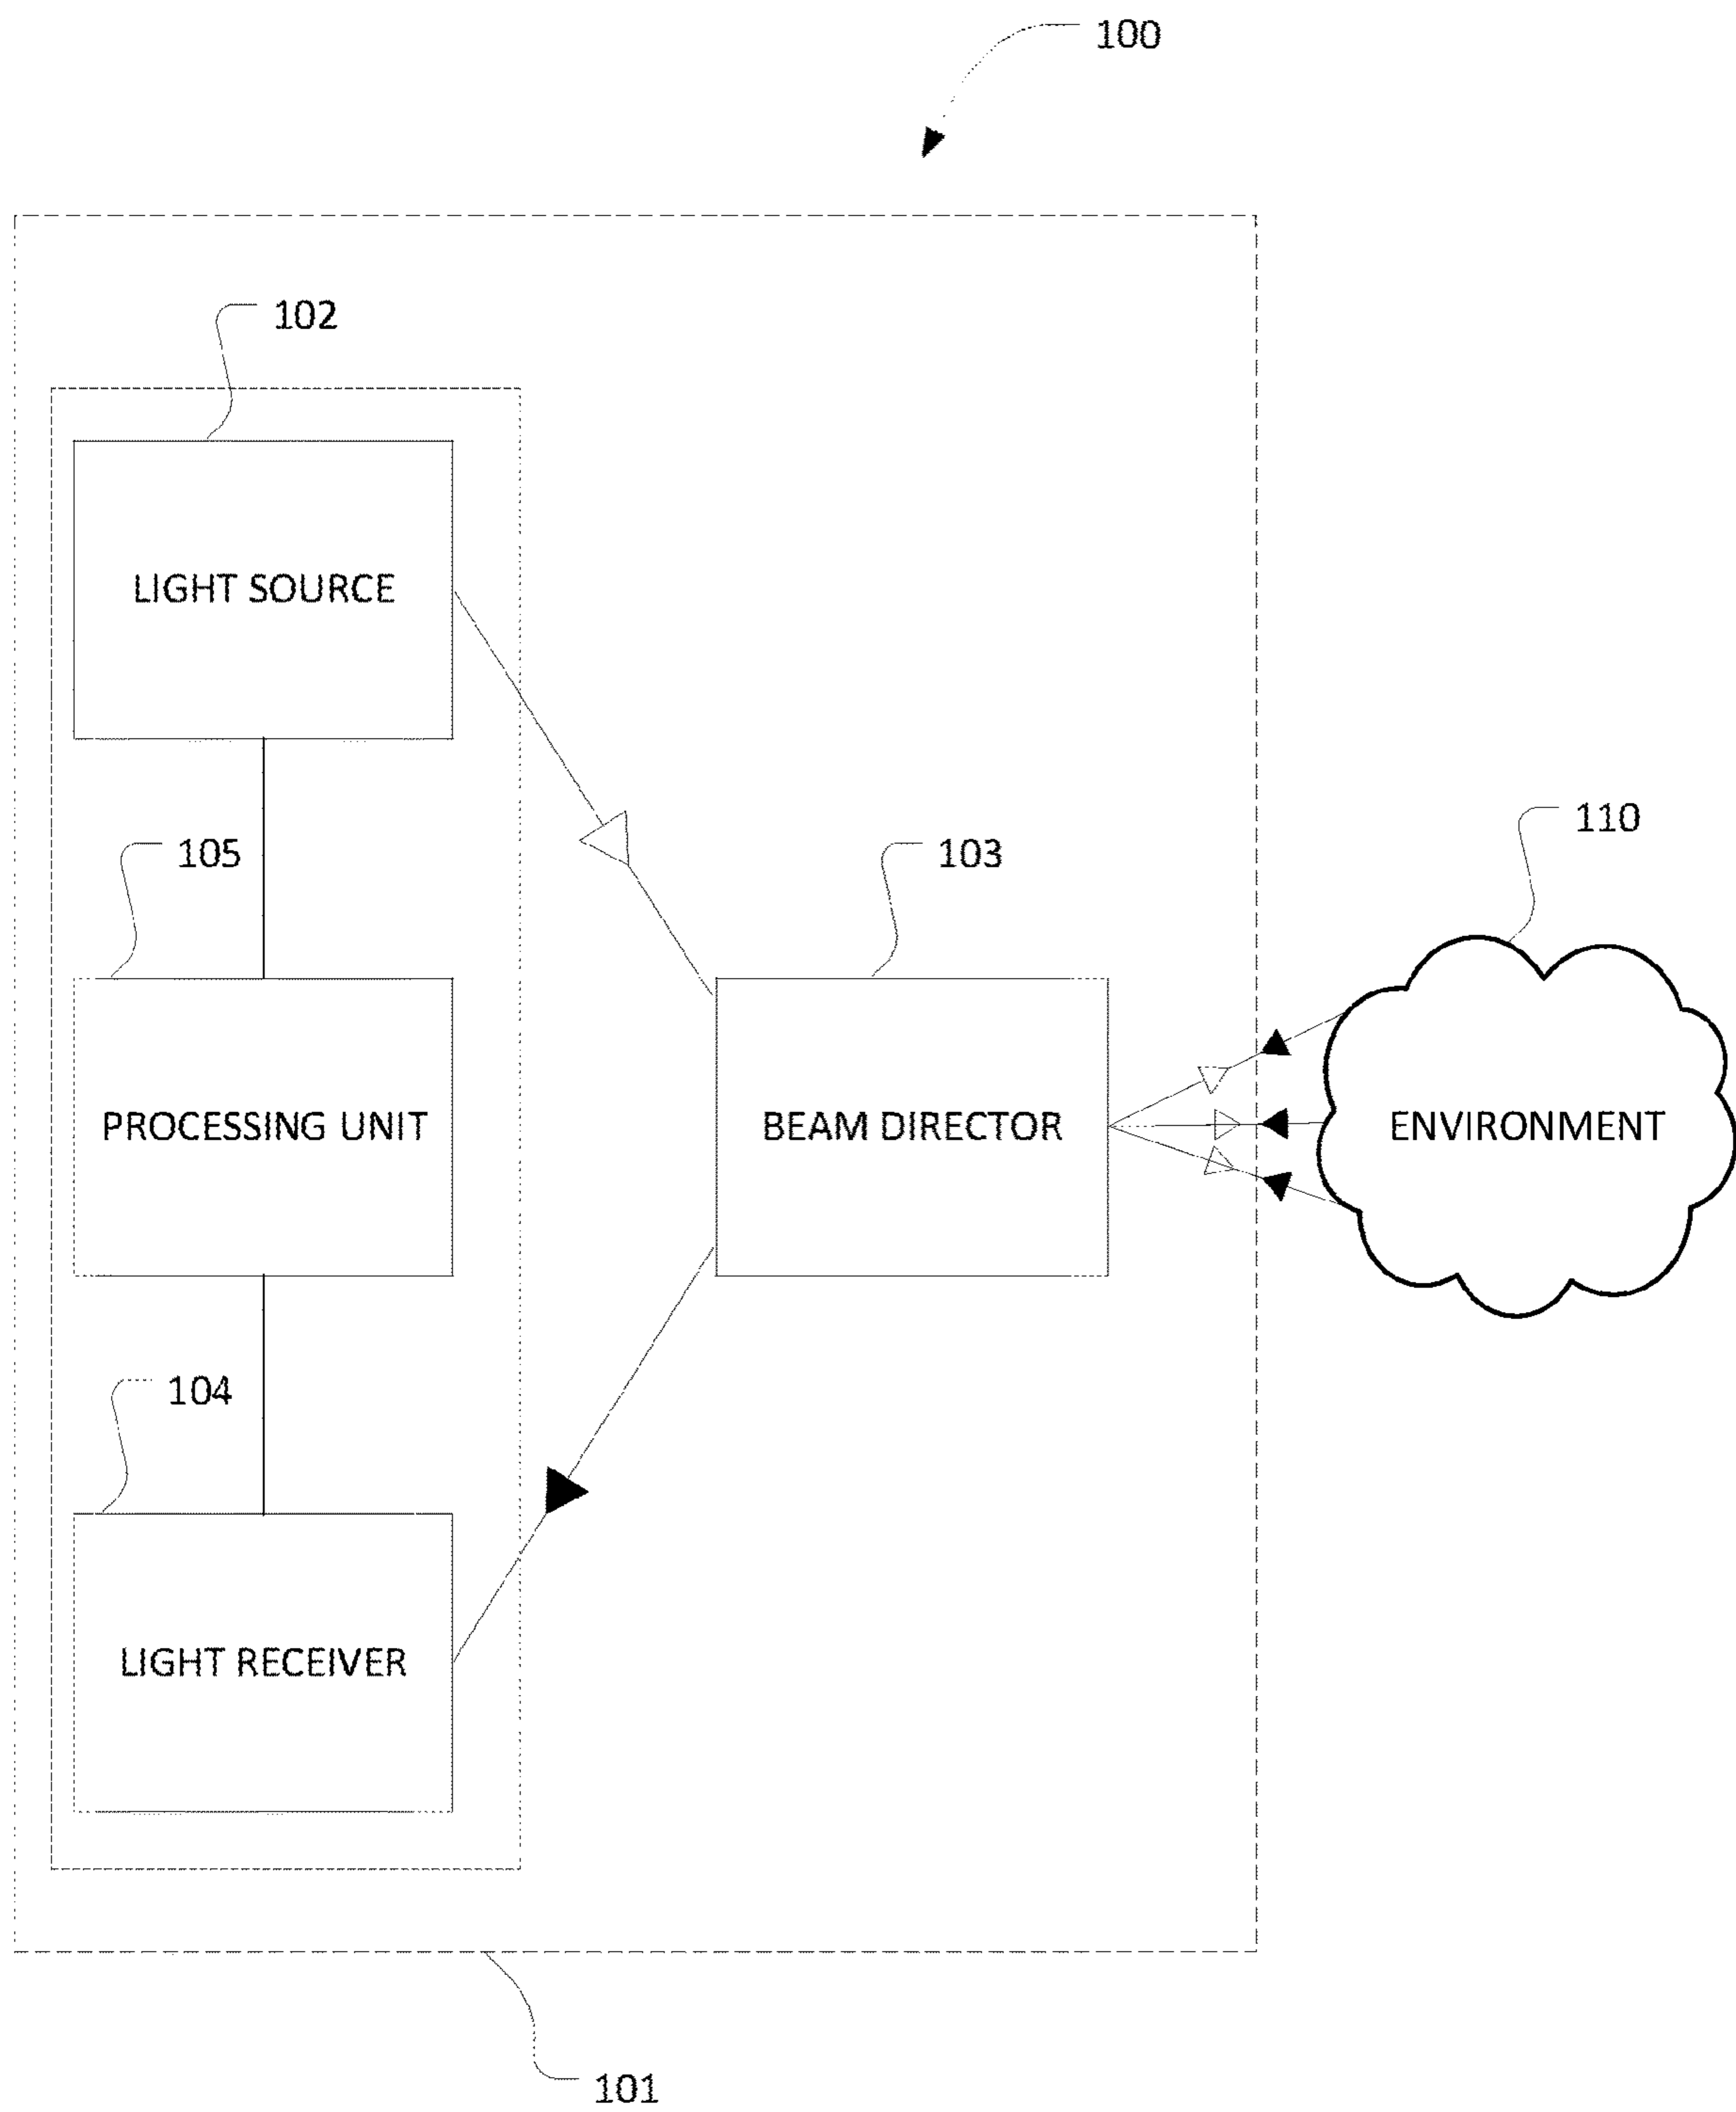 100
102
LIGHT SOURCE
105
103
110
PROCESSING UNIT
BEAM DIRECTOR
ENVIRONMENT
104
LIGHT RECEIVER
101